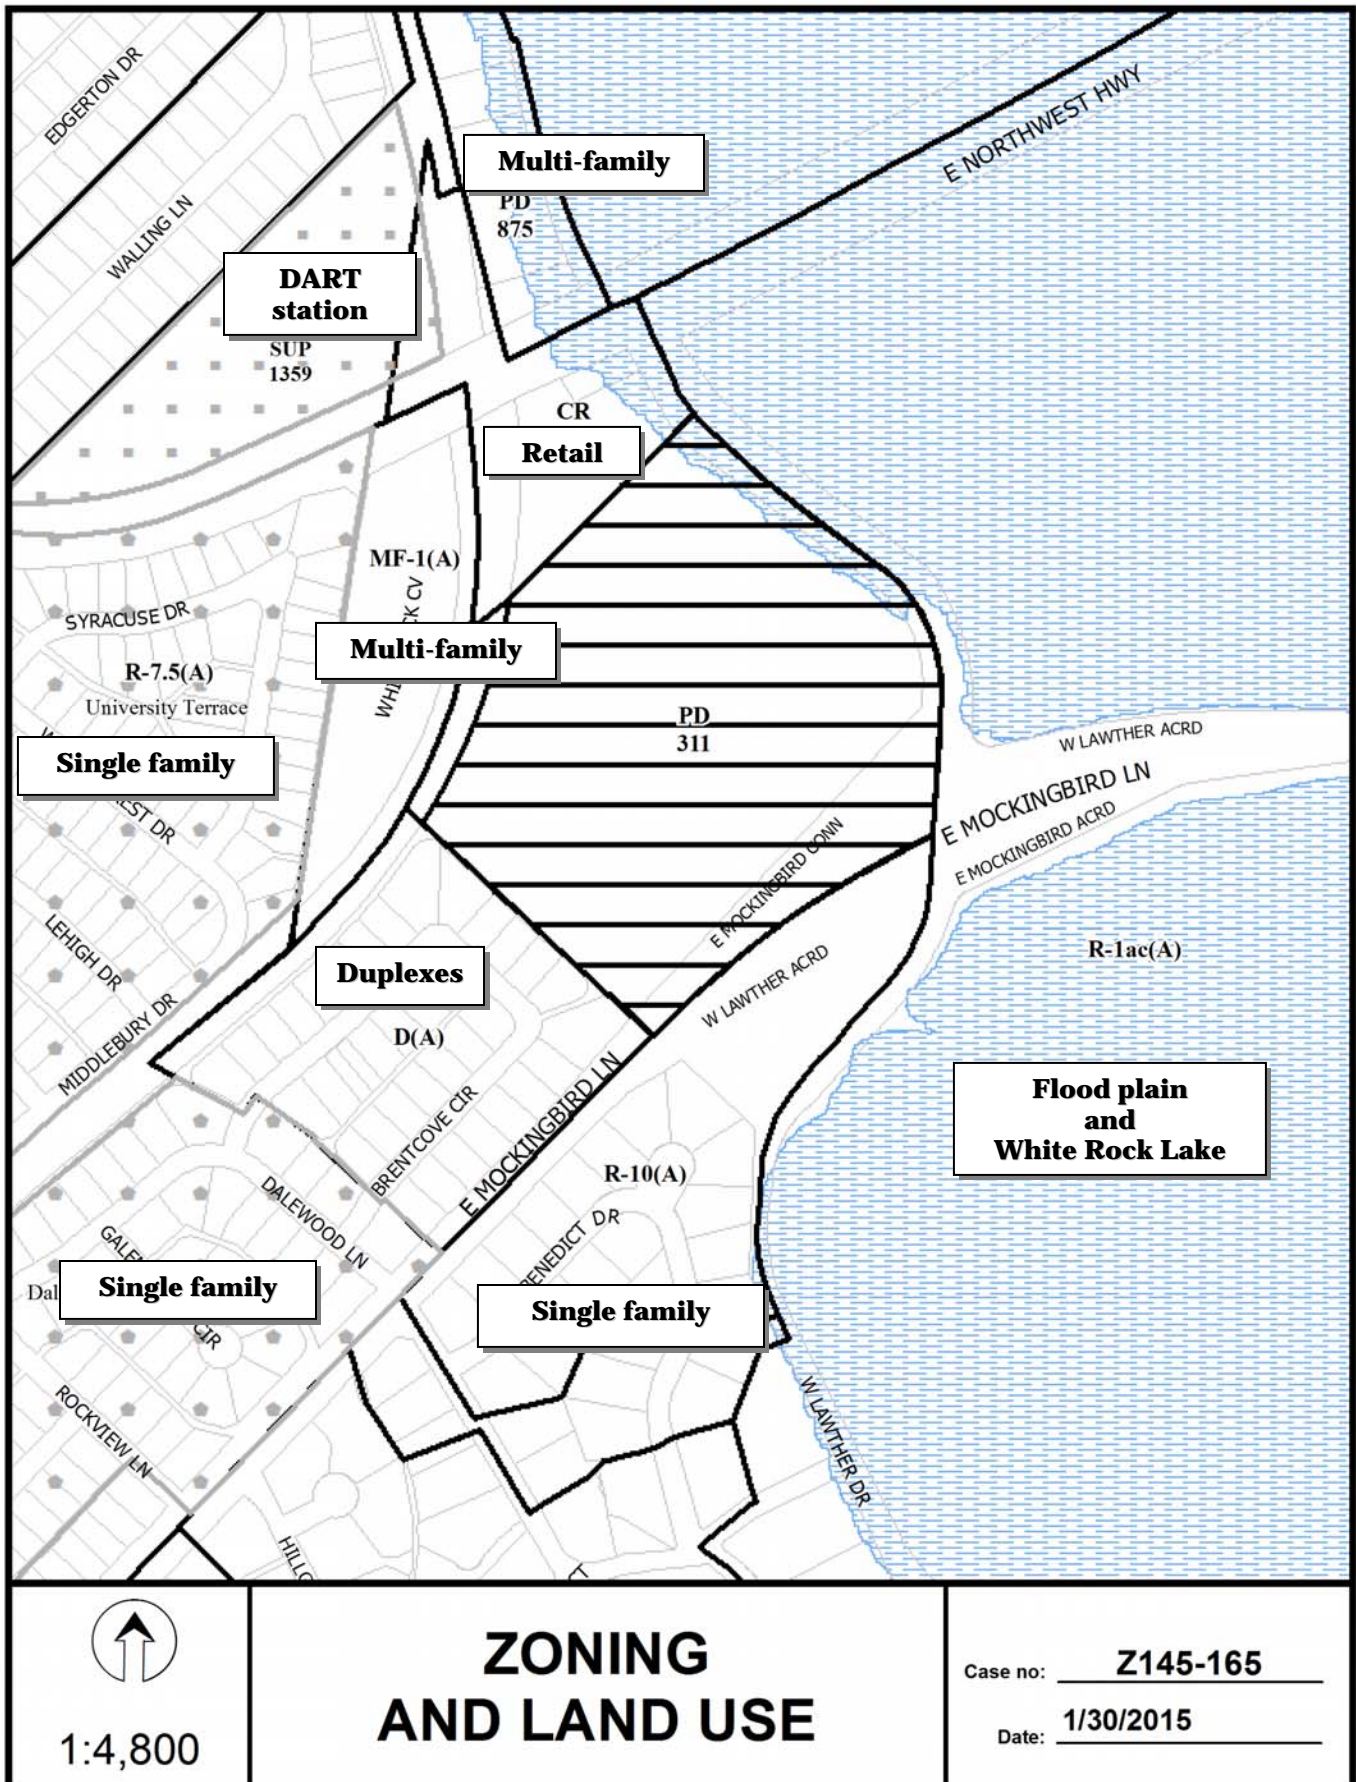 EDGERTON DR
E NORTHWEST HWY
Multi-family
PD
875
WALLING LN
DART
station
SUP
1359
CR
Retail
MF-1(A)
SYRACUSE DR
Multi-family
R-7.5(A)
University Terrace
PD
311
W LAWTHER ACRD
Single family
E MOCKINGBIRD LN
E MOCKINGBIRD ACRD
E MOCKINGBIRD CONN
LEHIGH DR
R-1ac(A)
Duplexes
W LAWTHER ACRD
MIDDLEBURY DR
D(A)
Flood plain
and
White Rock Lake
BRENTCOVE CIR
E MOCKINGBIRD LN
R-10(A)
DALEWOOD LN
BENEDICT DR
Single family
CIR
Single family
ROCKVIEW LN
W LAWTHER DR
1:4,800
ZONING
AND LAND USE
Case no: Z145-165
Date: 1/30/2015